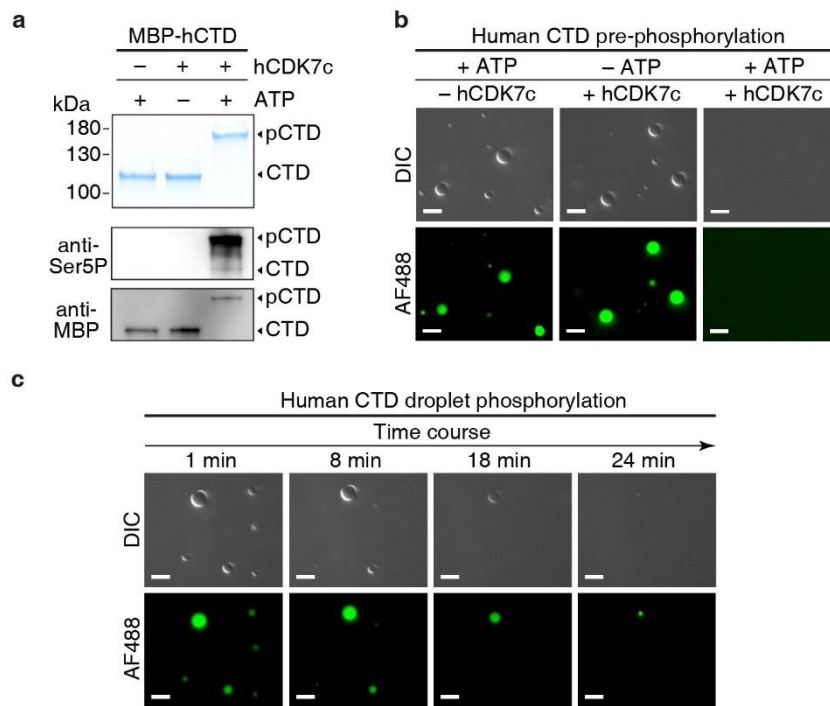 a
MBP-hCTD
– + + hCDK7c
kDa + – + ATP
180 pCTD
130
100 CTD
anti-Ser5P pCTD
CTD
anti-MBP pCTD
CTD
b
Human CTD pre-phosphorylation
+ ATP – ATP + ATP
– hCDK7c + hCDK7c + hCDK7c
DIC
AF488
c
Human CTD droplet phosphorylation
Time course
1 min 8 min 18 min 24 min
DIC
AF488